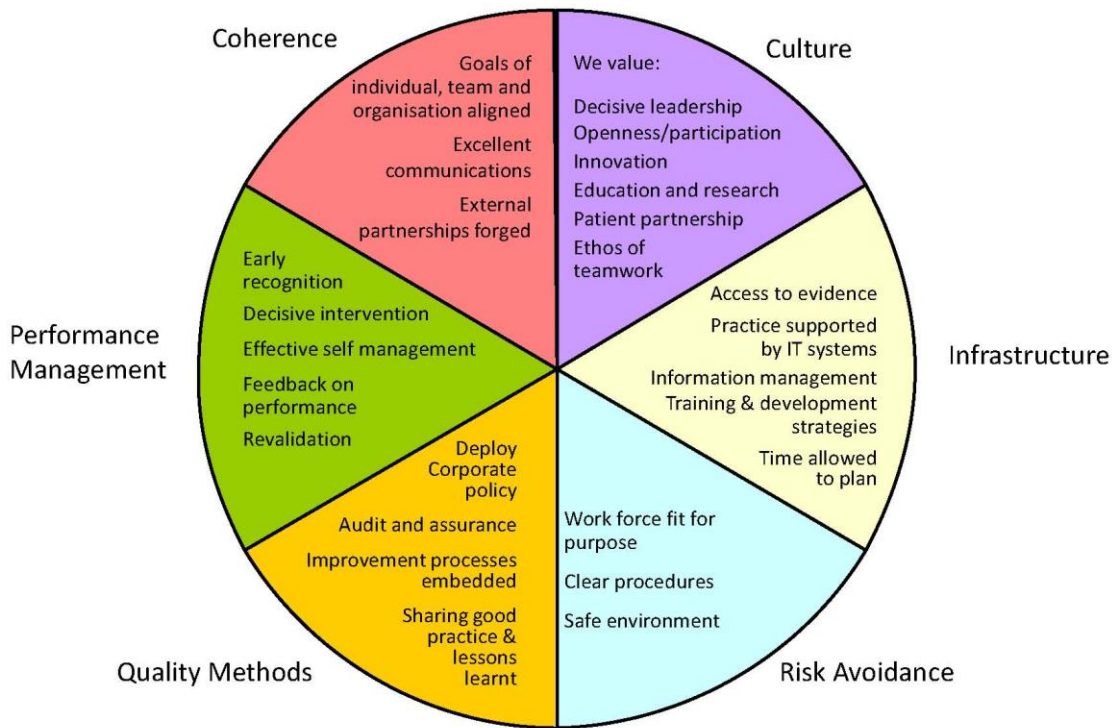 Coherence
Goals of
individual, team and
organisation aligned
Excellent
communications
External
partnerships forged
Culture
We value:
Decisive leadership
Openness/participation
Innovation
Education and research
Patient partnership
Ethos of
teamwork
Performance
Management
Early
recognition
Decisive intervention
Effective self management
Feedback on
performance
Revalidation
Infrastructure
Access to evidence
Practice supported
by IT systems
Information management
Training & development
strategies
Time allowed
to plan
Quality Methods
Deploy
Corporate
policy
Audit and assurance
Improvement processes
embedded
Sharing good
practice &
lessons
learnt
Risk Avoidance
Work force fit for
purpose
Clear procedures
Safe environment